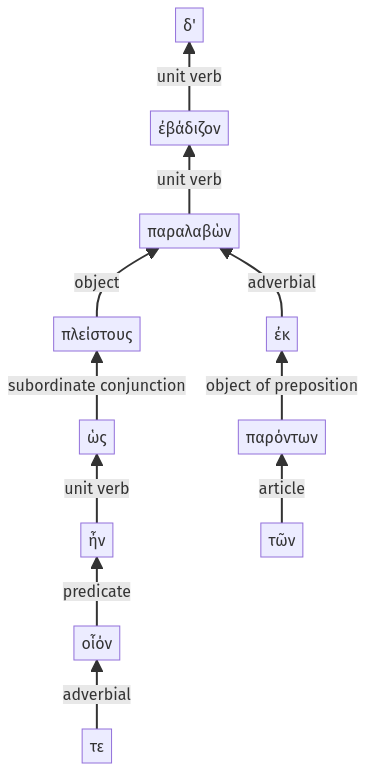 δ'
unit verb
ἐβάδιζον
unit verb
παραλαβὼν
object
adverbial
πλείστους
ἐκ
subordinate conjunction
object of preposition
ὡς
παρόντων
unit verb
article
ἦν
τῶν
predicate
οἷόν
adverbial
τε